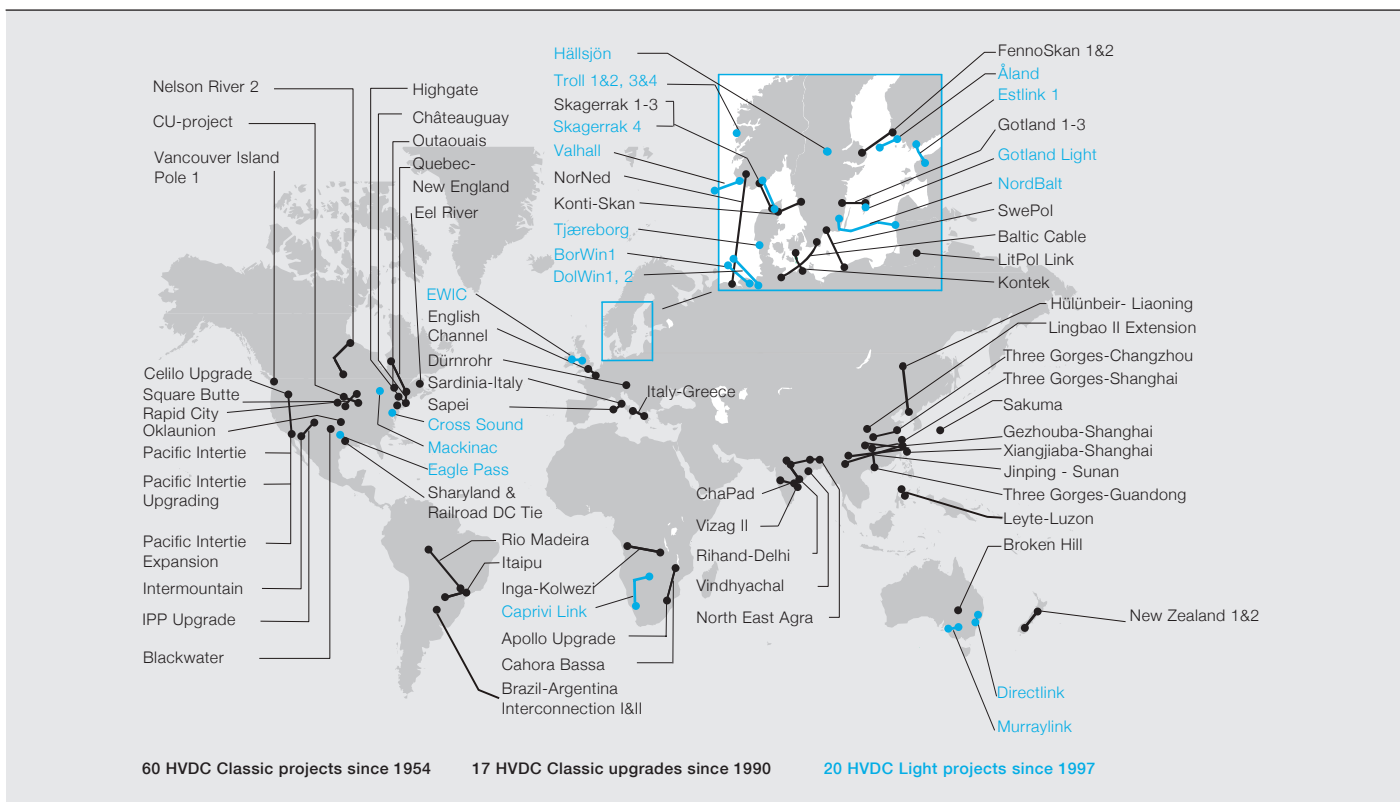 Nelson River 2
CU-project
Vancouver Island
Pole 1
Highgate
Châteauguay
Outaouais
Quebec-
New England
Eel River
Celilo Upgrade
Square Butte
Rapid City
Oklaunion
Pacific Intertie
Pacific Intertie
Upgrading
Pacific Intertie
Expansion
Intermountain
IPP Upgrade
Blackwater
Hällsjön
Troll 1&2, 3&4
Skagerrak 1-3
Skagerrak 4
Valhall
NorNed
Konti-Skan
Tjæreborg
BorWin1
DolWin1, 2
EWIC
English
Channel
Dürnrohr
Sardinia-Italy
Sapei
Cross Sound
Mackinac
Eagle Pass
Sharyland &
Railroad DC Tie
Rio Madeira
Itaipu
Inga-Kolwezi
Caprivi Link
Apollo Upgrade
Cahora Bassa
Brazil-Argentina
Interconnection I&II
Italy-Greece
ChaPad
Vizag II
Rihand-Delhi
Vindhyachal
North East Agra
FennoSkan 1&2
Åland
Estlink 1
Gotland 1-3
Gotland Light
NordBalt
SwePol
Baltic Cable
LitPol Link
Kontek
Hülünbeir- Liaoning
Lingbao II Extension
Three Gorges-Changzhou
Three Gorges-Shanghai
Sakuma
Gezhouba-Shanghai
Xiangjiaba-Shanghai
Jinping - Sunan
Three Gorges-Guandong
Leyte-Luzon
Broken Hill
New Zealand 1&2
Directlink
Murraylink
60 HVDC Classic projects since 1954 17 HVDC Classic upgrades since 1990 20 HVDC Light projects since 1997